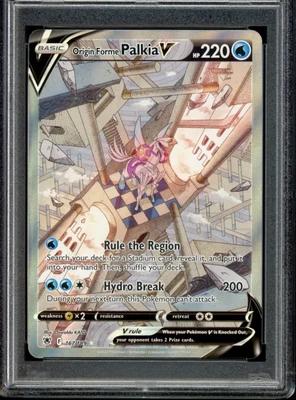 BASIC
Origin Forme Palkia V HP 220
Rule the Region
Search your deck for a Stadium card, reveal it, and put it
into your hand. Then, shuffle your deck.
Hydro Break 200
During your next turn, this Pokémon can't attack.
weakness ×2 resistance retreat
V rule
When your Pokémon V is Knocked Out,
your opponent takes 2 Prize cards.
167/189